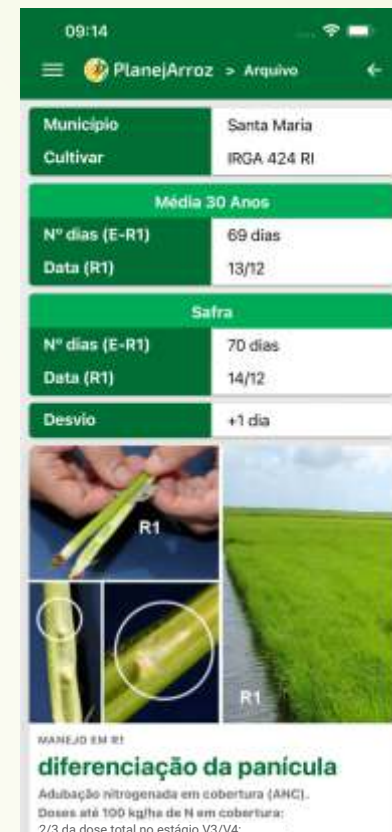 09:14
PlanejArroz > Arquivo
Município Santa Maria
Cultivar IRGA 424 RI
Média 30 Anos
Nº dias (E-R1) 69 dias
Data (R1) 13/12
Safra
Nº dias (E-R1) 70 dias
Data (R1) 14/12
Desvio +1 dia
R1
R1
MANEJO EM R1
diferenciação da panícula
Adubação nitrogenada em cobertura (ANC).
Doses até 100 kg/ha de N em cobertura:
2/3 da dose total no estágio V3/V4;